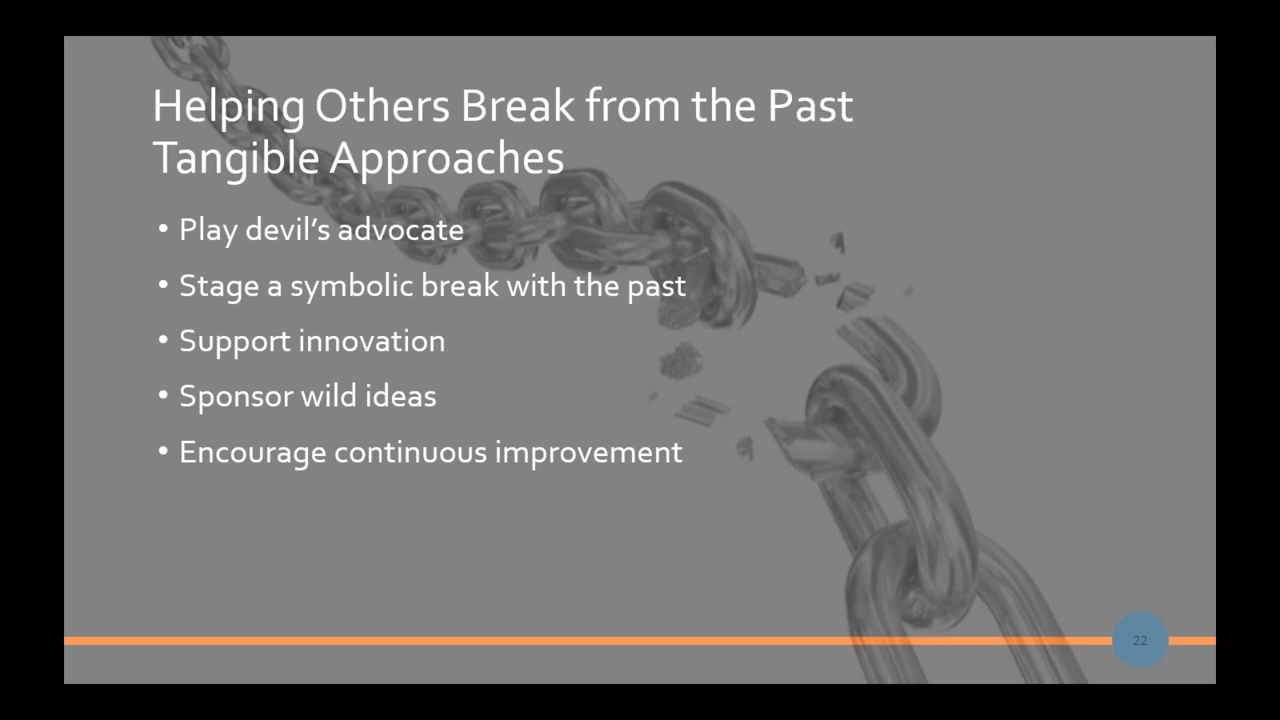 Helping Others Break from the Past
Tangible Approaches
• Play devil’s advocate
• Stage a symbolic break with the past
• Support innovation
• Sponsor wild ideas
• Encourage continuous improvement
22